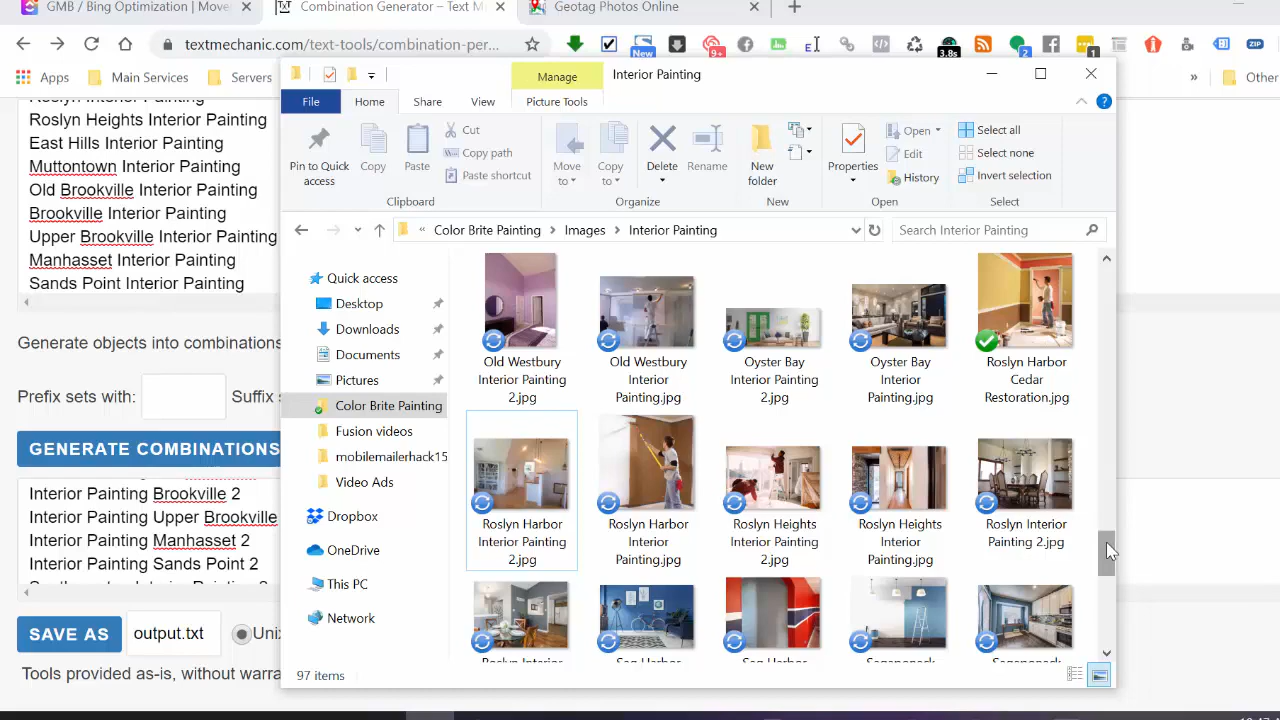 GMB / Bing Optimization | Move
Combination Generator – Text M
Geotag Photos Online
textmechanic.com/text-tools/combination-per...
New
9+
3.8s
1
ZIP
Apps
Main Services
Servers
»
Other
Manage
Interior Painting
File
Home
Share
View
Picture Tools
Pin to Quick access
Copy
Paste
Cut
Copy path
Paste shortcut
Clipboard
Move to
Copy to
Delete
Rename
Organize
New folder
New
Properties
Open
Edit
History
Open
Select all
Select none
Invert selection
Select
« Color Brite Painting > Images > Interior Painting
Search Interior Painting
Quick access
Desktop
Downloads
Documents
Pictures
Color Brite Painting
Fusion videos
mobilemailerhack15
Video Ads
Dropbox
OneDrive
This PC
Network
Old Westbury Interior Painting 2.jpg
Old Westbury Interior Painting.jpg
Oyster Bay Interior Painting 2.jpg
Oyster Bay Interior Painting.jpg
Roslyn Harbor Cedar Restoration.jpg
Roslyn Harbor Interior Painting 2.jpg
Roslyn Harbor Interior Painting.jpg
Roslyn Heights Interior Painting 2.jpg
Roslyn Heights Interior Painting.jpg
Roslyn Interior Painting 2.jpg
97 items
Roslyn Interior Painting
Roslyn Heights Interior Painting
East Hills Interior Painting
Muttontown Interior Painting
Old Brookville Interior Painting
Brookville Interior Painting
Upper Brookville Interior Painting
Manhasset Interior Painting
Sands Point Interior Painting
Generate objects into combinations
Prefix sets with:
Suffix s
GENERATE COMBINATIONS
Interior Painting Brookville 2
Interior Painting Upper Brookville
Interior Painting Manhasset 2
Interior Painting Sands Point 2
SAVE AS
output.txt
Unix
Tools provided as-is, without warra